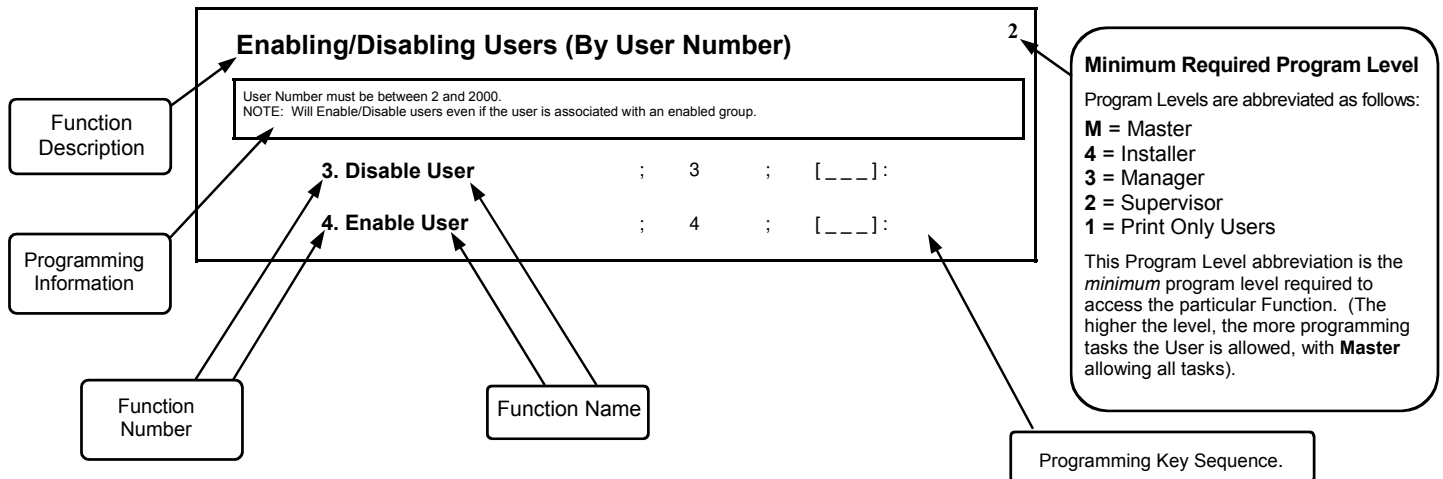 Enabling/Disabling Users (By User Number)
2
User Number must be between 2 and 2000.
NOTE: Will Enable/Disable users even if the user is associated with an enabled group.
3. Disable User ; 3 ; [ _ _ _ ] :
4. Enable User ; 4 ; [ _ _ _ ] :
Function
Description
Programming
Information
Function
Number
Function Name
Programming Key Sequence.
Minimum Required Program Level
Program Levels are abbreviated as follows:
M = Master
4 = Installer
3 = Manager
2 = Supervisor
1 = Print Only Users
This Program Level abbreviation is the
minimum program level required to
access the particular Function. (The
higher the level, the more programming
tasks the User is allowed, with Master
allowing all tasks).